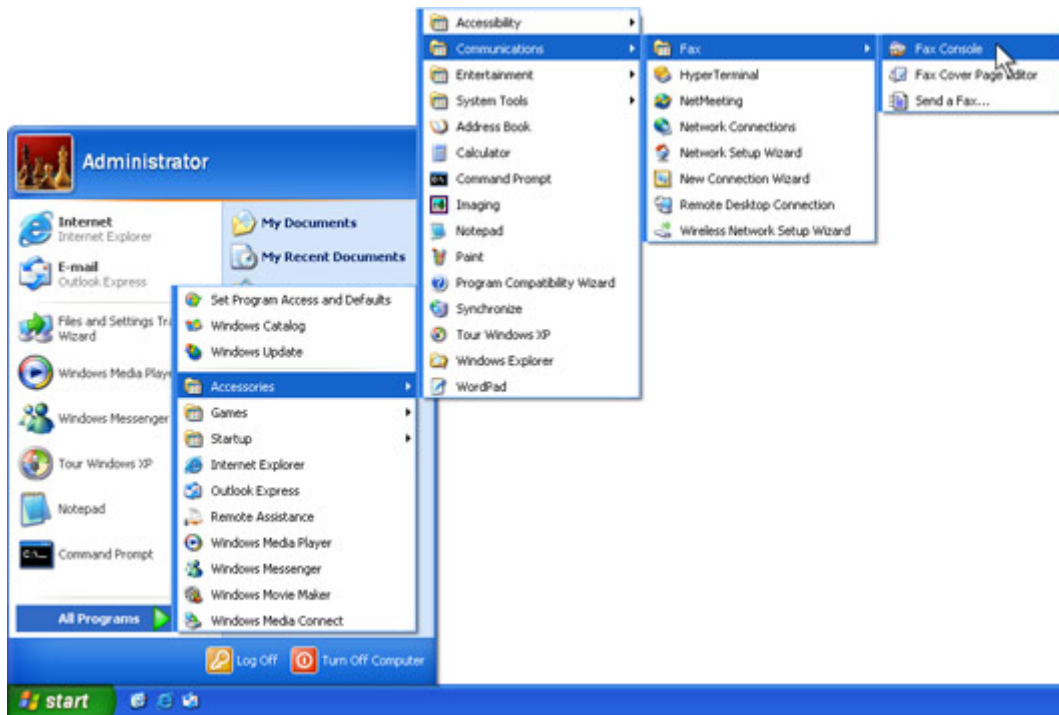 Accessibility
Communications
Entertainment
System Tools
Address Book
Calculator
Command Prompt
Imaging
Notepad
Paint
Program Compatibility Wizard
Synchronize
Tour Windows XP
Windows Explorer
WordPad
Fax
HyperTerminal
NetMeeting
Network Connections
Network Setup Wizard
New Connection Wizard
Remote Desktop Connection
Wireless Network Setup Wizard
Fax Console
Fax Cover Page Editor
Send a Fax...
Administrator
Internet
Internet Explorer
E-mail
Outlook Express
Files and Settings Tra
Wizard
Windows Media Playe
Windows Messenger
Tour Windows XP
Notepad
Command Prompt
All Programs
My Documents
My Recent Documents
Set Program Access and Defaults
Windows Catalog
Windows Update
Accessories
Games
Startup
Internet Explorer
Outlook Express
Remote Assistance
Windows Media Player
Windows Messenger
Windows Movie Maker
Windows Media Connect
Log Off
Turn Off Computer
start